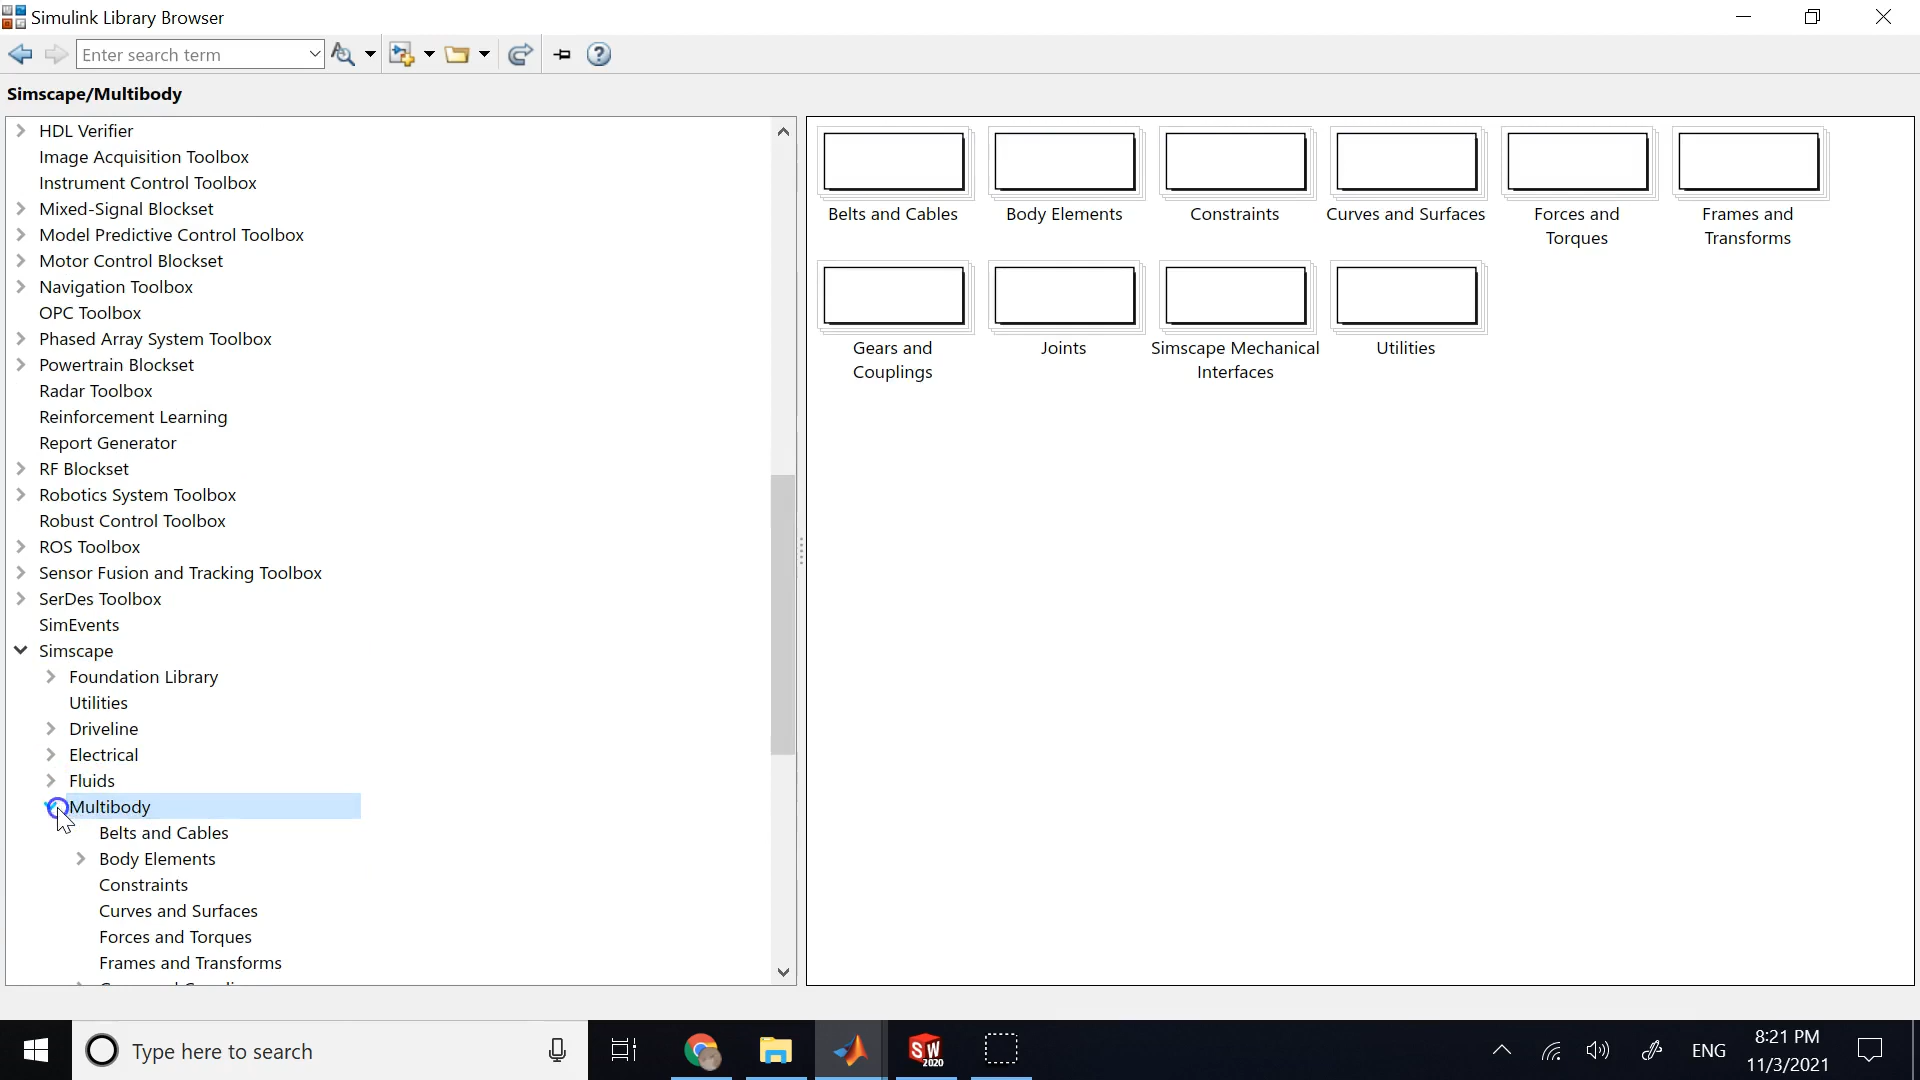 Simulink Library Browser
Enter search term
Simscape/Multibody
HDL Verifier
Image Acquisition Toolbox
Instrument Control Toolbox
Mixed-Signal Blockset
Model Predictive Control Toolbox
Motor Control Blockset
Navigation Toolbox
OPC Toolbox
Phased Array System Toolbox
Powertrain Blockset
Radar Toolbox
Reinforcement Learning
Report Generator
RF Blockset
Robotics System Toolbox
Robust Control Toolbox
ROS Toolbox
Sensor Fusion and Tracking Toolbox
SerDes Toolbox
SimEvents
Simscape
Foundation Library
Utilities
Driveline
Electrical
Fluids
Multibody
Belts and Cables
Body Elements
Constraints
Curves and Surfaces
Forces and Torques
Frames and Transforms
Belts and Cables
Body Elements
Constraints
Curves and Surfaces
Forces and
Torques
Frames and
Transforms
Gears and
Couplings
Joints
Simscape Mechanical
Interfaces
Utilities
Type here to search
SW
2020
ENG
8:21 PM
11/3/2021